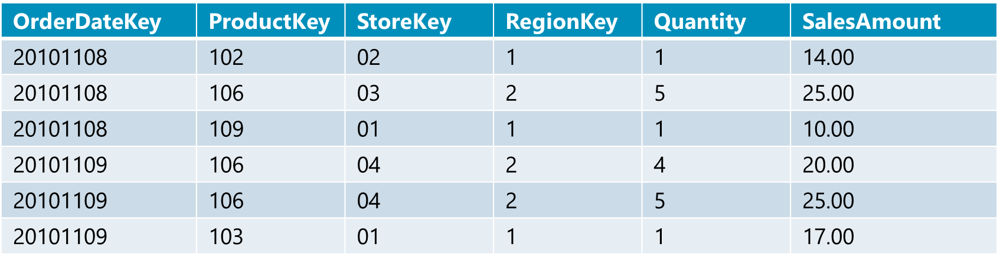 OrderDateKey ProductKey StoreKey RegionKey Quantity SalesAmount
20101108 102 02 1 1 14.00
20101108 106 03 2 5 25.00
20101108 109 01 1 1 10.00
20101109 106 04 2 4 20.00
20101109 106 04 2 5 25.00
20101109 103 01 1 1 17.00